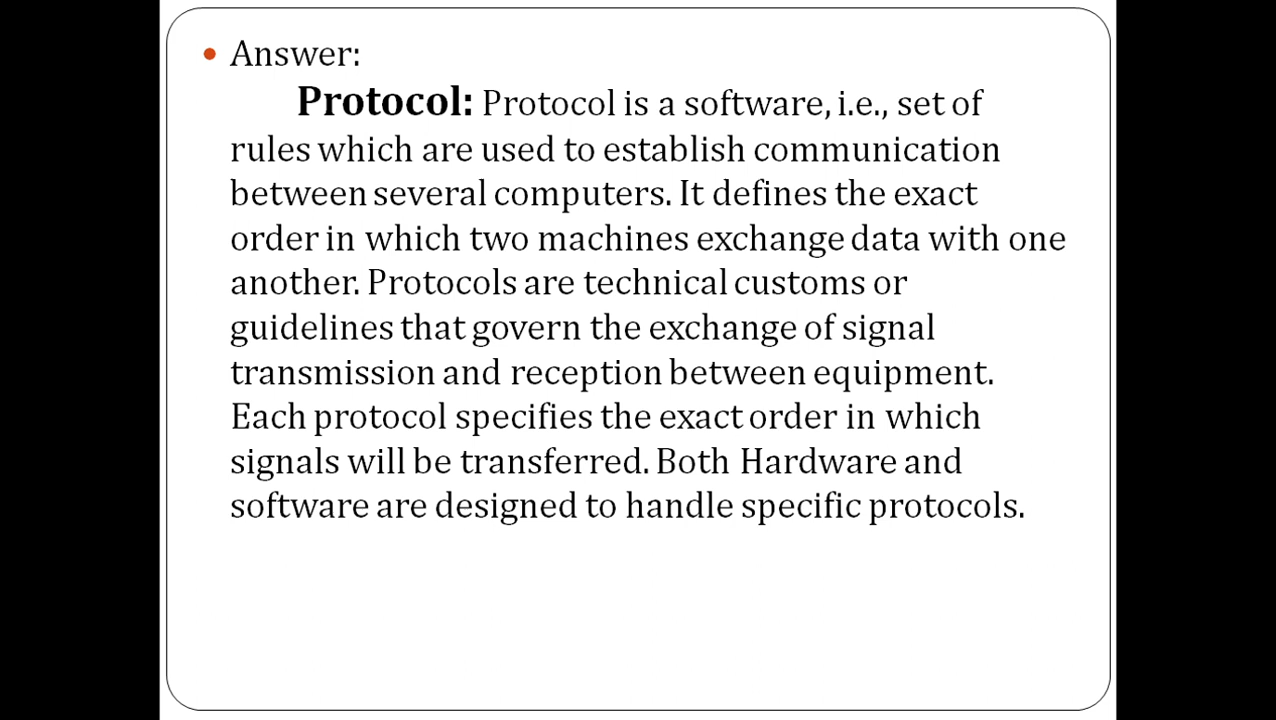 • Answer:
Protocol: Protocol is a software, i.e., set of
rules which are used to establish communication
between several computers. It defines the exact
order in which two machines exchange data with one
another. Protocols are technical customs or
guidelines that govern the exchange of signal
transmission and reception between equipment.
Each protocol specifies the exact order in which
signals will be transferred. Both Hardware and
software are designed to handle specific protocols.